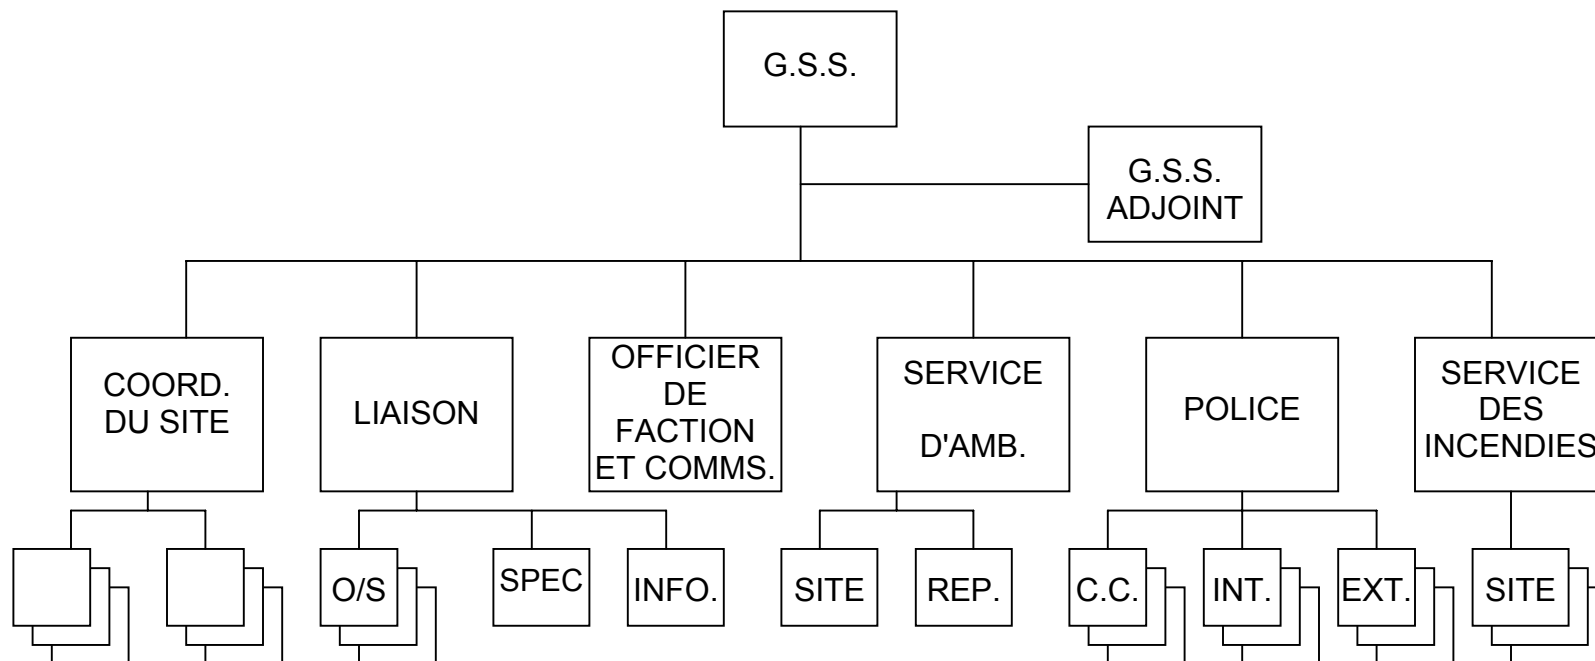 G.S.S.
G.S.S.
ADJOINT
COORD.
DU SITE
LIAISON
OFFICIER
DE
FACTION
ET COMMS.
SERVICE
D'AMB.
POLICE
SERVICE
DES
INCENDIES
O/S
SPEC
INFO.
SITE
REP.
C.C.
INT.
EXT.
SITE